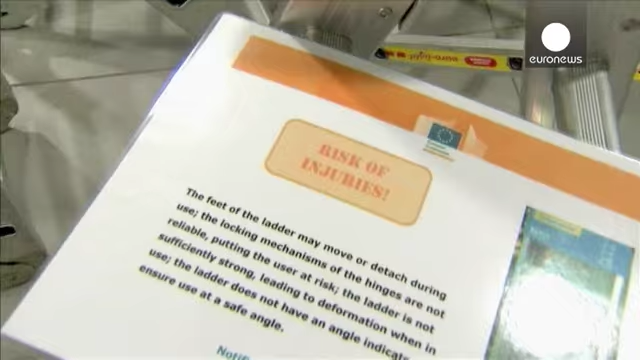 euronews
RISK OF
INJURIES!
The feet of the ladder may move or detach during
use; the locking mechanisms of the hinges are not
reliable, putting the user at risk; the ladder is not
sufficiently strong, leading to deformation when in
use; the ladder does not have an angle indicate
ensure use at a safe angle.
Notifi